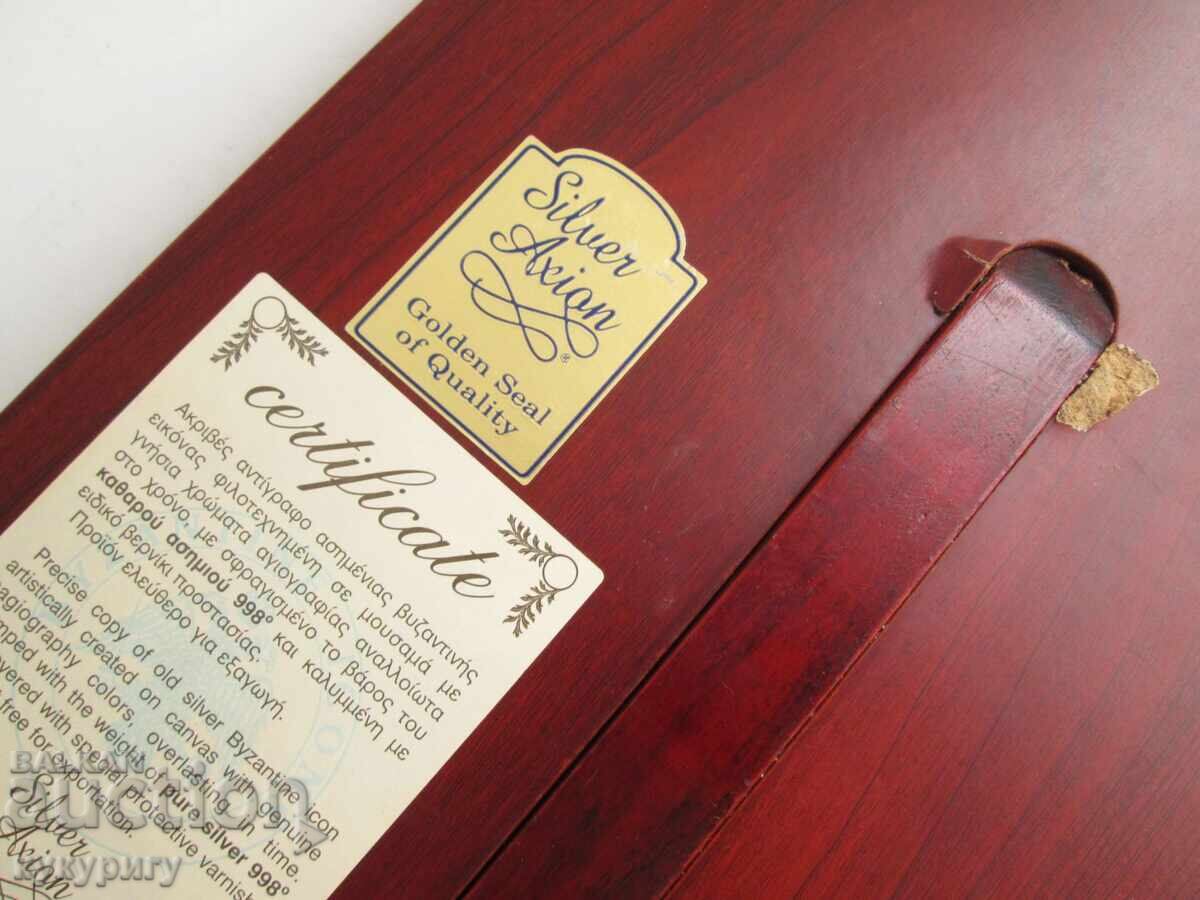 Silver
Axion
®
Golden Seal
of Quality
certificate
Ακριβές αντίγραφο ασημένιας βυζαντινής
εικόνας φιλοτεχνημένη σε μουσαμά με
γνήσια χρώματα αγιογραφίας αναλλοίωτα
στο χρόνο, με σφραγισμένο το βάρος του
καθαρού ασημιού 998° και καλυμμένη με
ειδικό βερνίκι προστασίας.
Προϊόν ελεύθερο για εξαγωγή.
Precise copy of old silver Byzantine icon
artistically created on canvas with genuine
colors, overlasting in time,
with the weight of pure silver 998°
with special protective varnish
free for exportation.
Silver
Axion
BALKAN
auction
кукуригу